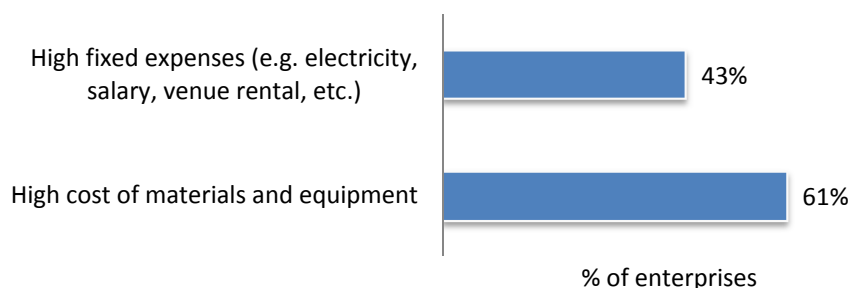 High fixed expenses (e.g. electricity,
salary, venue rental, etc.)
43%
High cost of materials and equipment
61%
% of enterprises